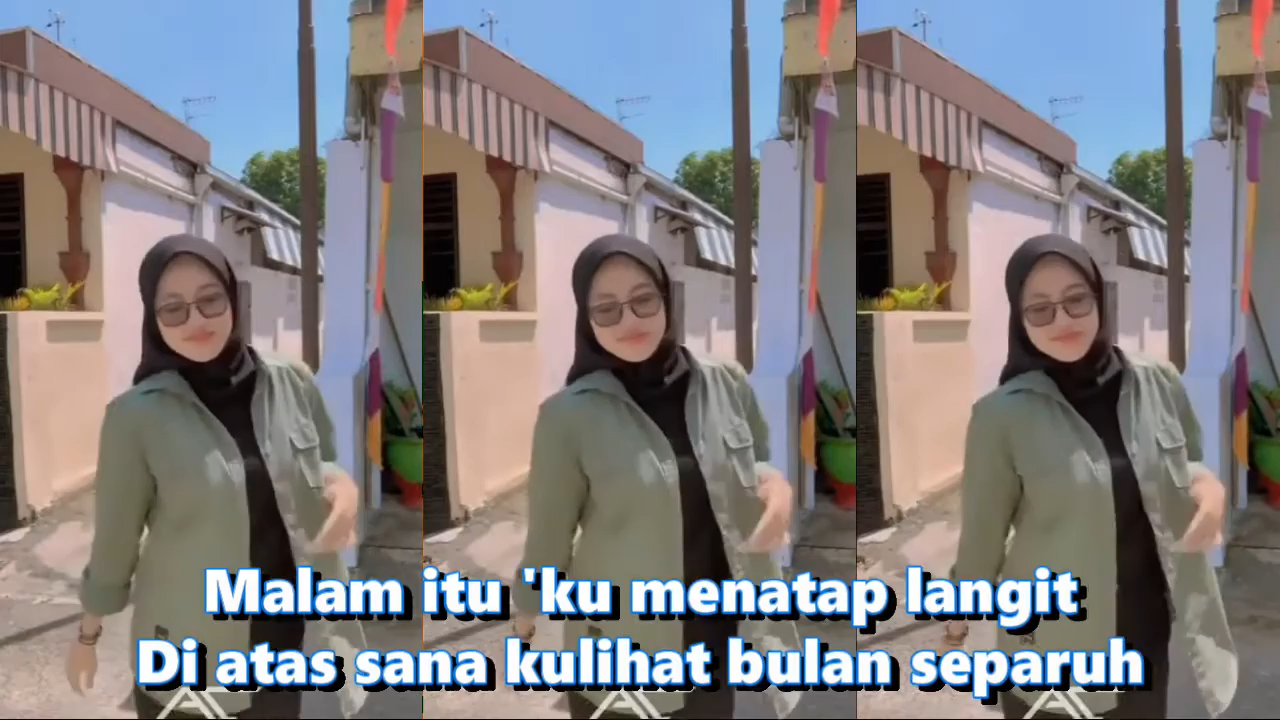 Malam itu 'ku menatap langit
Di atas sana kulihat bulan separuh